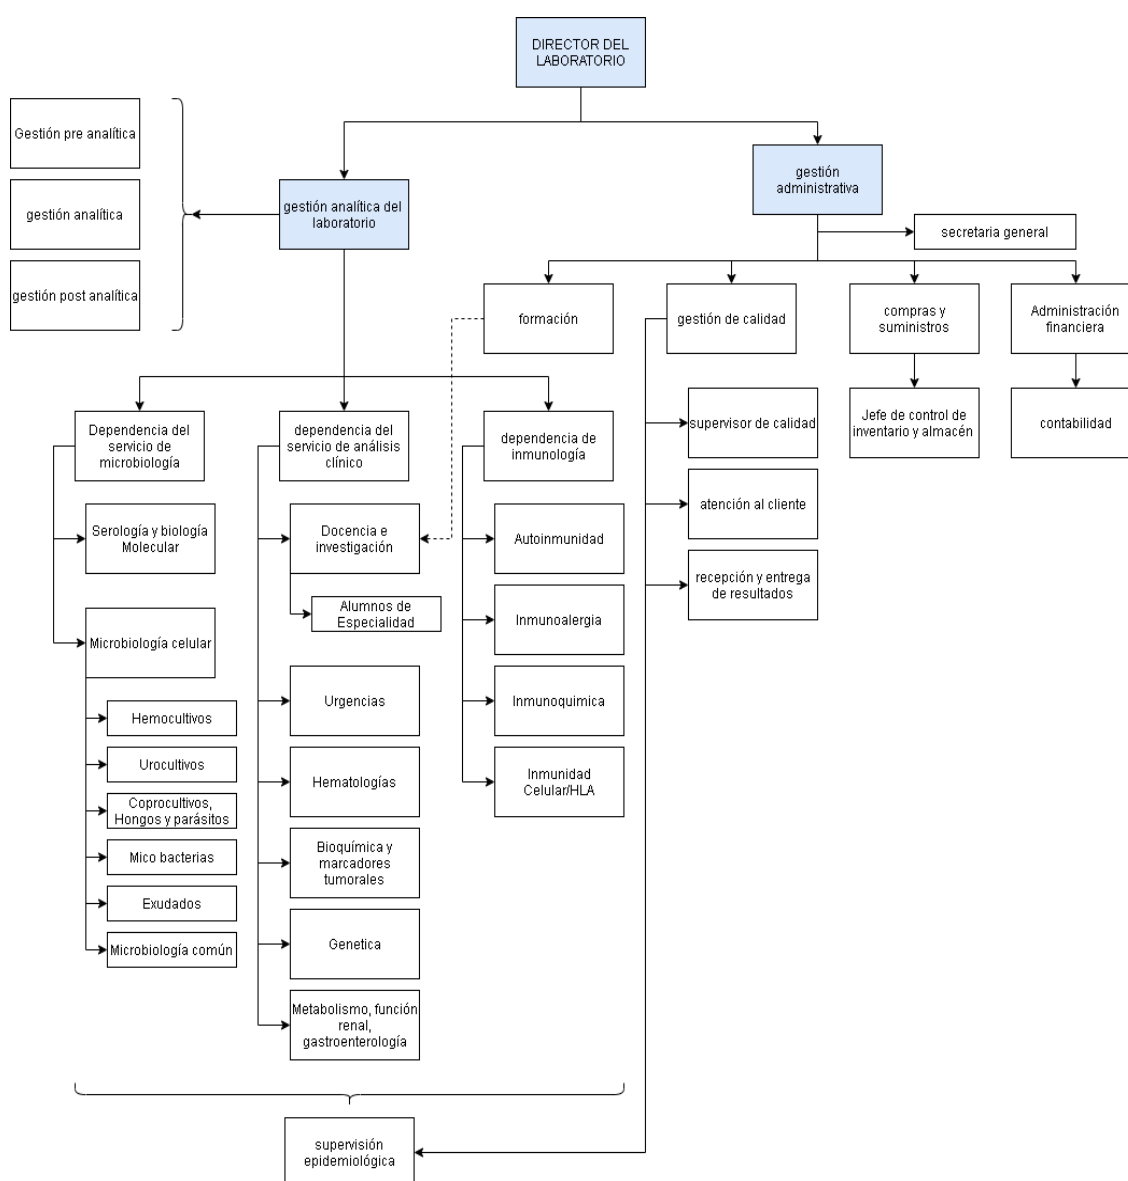 DIRECTOR DEL
LABORATORIO
Gestión pre analítica
gestión analítica
gestión post analítica
gestión analítica del
laboratorio
gestión
administrativa
secretaria general
formación
gestión de calidad
compras y
suministros
Administración
financiera
supervisor de calidad
atención al cliente
recepción y entrega
de resultados
Jefe de control de
inventario y almacén
contabilidad
Dependencia del
servicio de
microbiología
Serología y biología
Molecular
Microbiología celular
Hemocultivos
Urocultivos
Coprocultivos,
Hongos y parásitos
Mico bacterias
Exudados
Microbiología común
dependencia del
servicio de análisis
clínico
Docencia e
investigación
Alumnos de
Especialidad
Urgencias
Hematologías
Bioquímica y
marcadores
tumorales
Genetica
Metabolismo, función
renal,
gastroenterología
dependencia de
inmunología
Autoinmunidad
Inmunoalergia
Inmunoquimica
Inmunidad
Celular/HLA
supervisión
epidemiológica